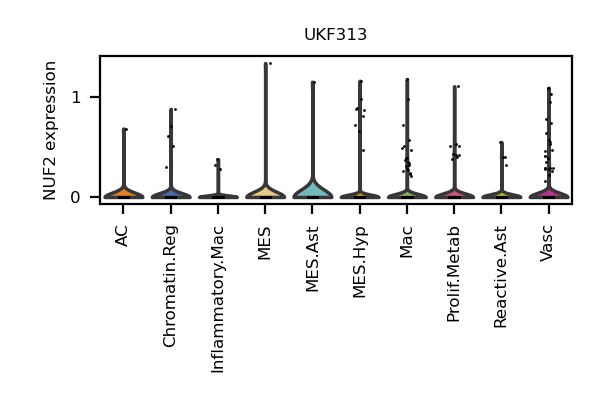 UKF313
NUF2 expression
1
0
AC
Chromatin.Reg
Inflammatory.Mac
MES
MES.Ast
MES.Hyp
Mac
Prolif.Metab
Reactive.Ast
Vasc